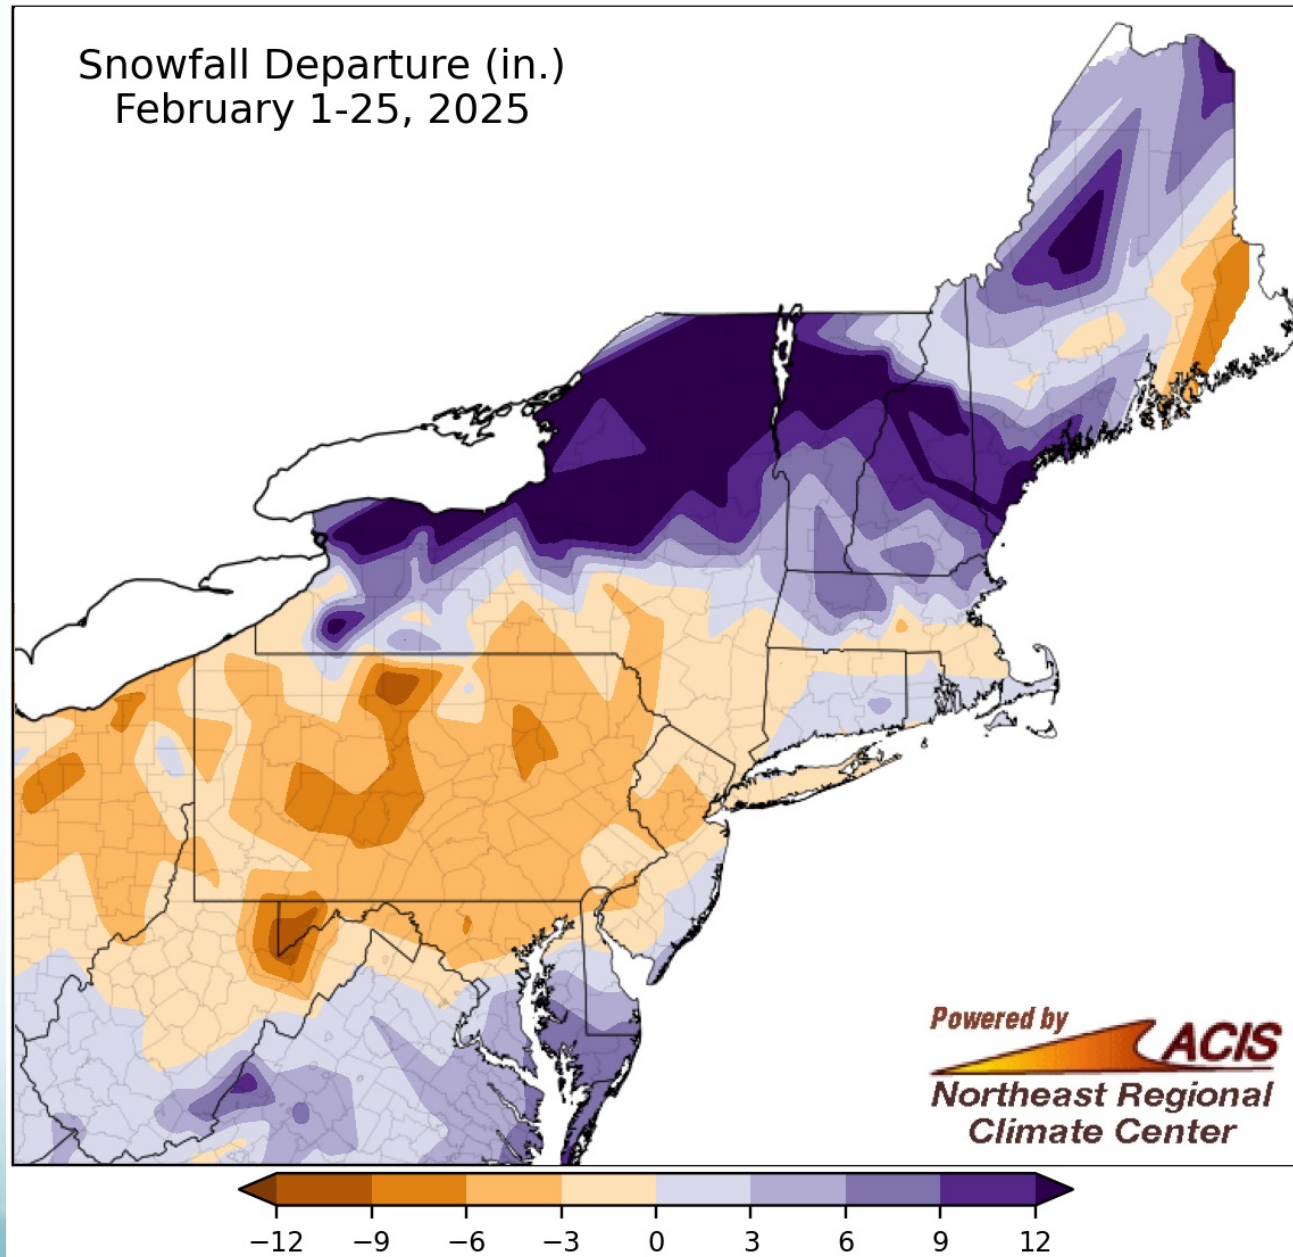 Snowfall Departure (in.)
February 1-25, 2025
Powered by
ACIS
Northeast Regional
Climate Center
−12 −9 −6 −3 0 3 6 9 12